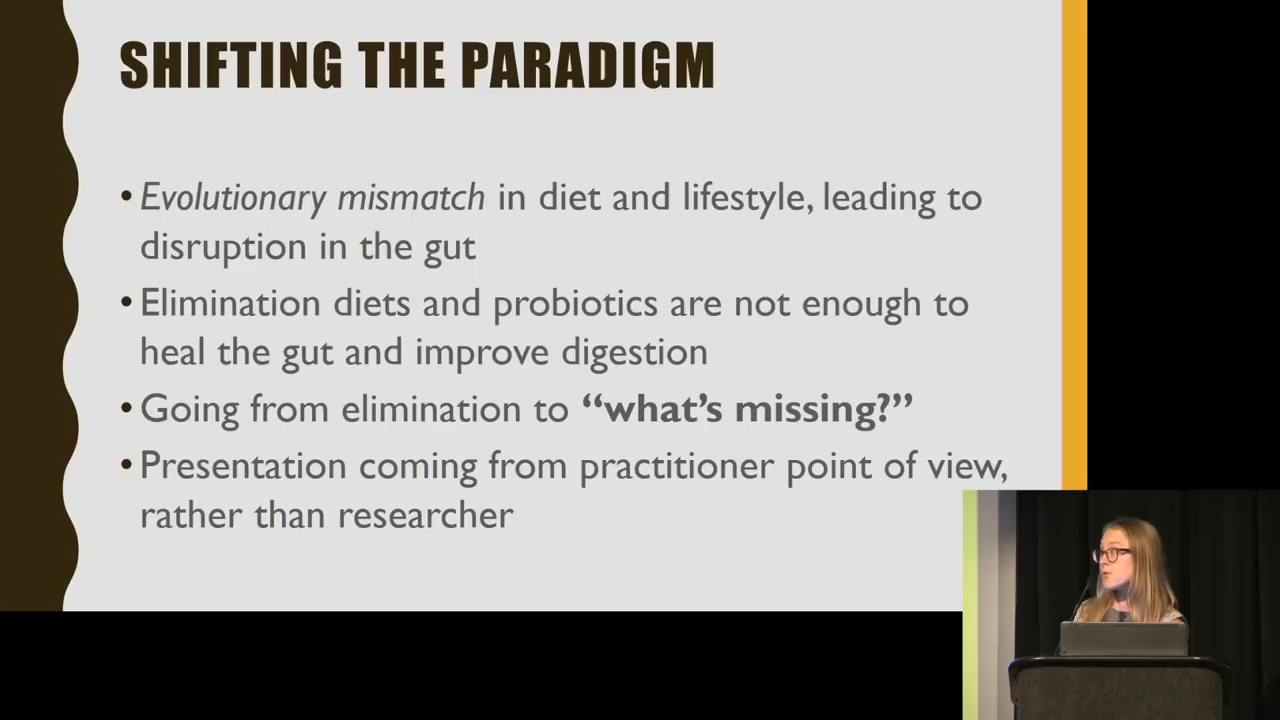 SHIFTING THE PARADIGM
• Evolutionary mismatch in diet and lifestyle, leading to
disruption in the gut
• Elimination diets and probiotics are not enough to
heal the gut and improve digestion
• Going from elimination to “what’s missing?”
• Presentation coming from practitioner point of view,
rather than researcher